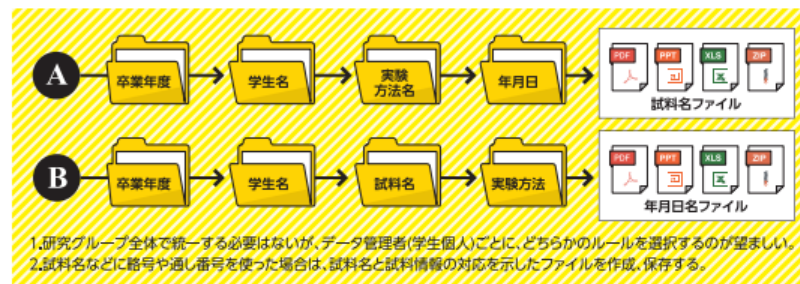 A
卒業年度
学生名
実験
方法名
年月日
PDF PPT XLS ZIP
試料名ファイル
B
卒業年度
学生名
試料名
実験方法
PDF PPT XLS ZIP
年月日名ファイル
1.研究グループ全体で統一する必要はないが、データ管理者(学生個人)ごとに、どちらかのルールを選択するのが望ましい。
2.試料名などに略号や通し番号を使った場合は、試料名と試料情報の対応を示したファイルを作成、保存する。